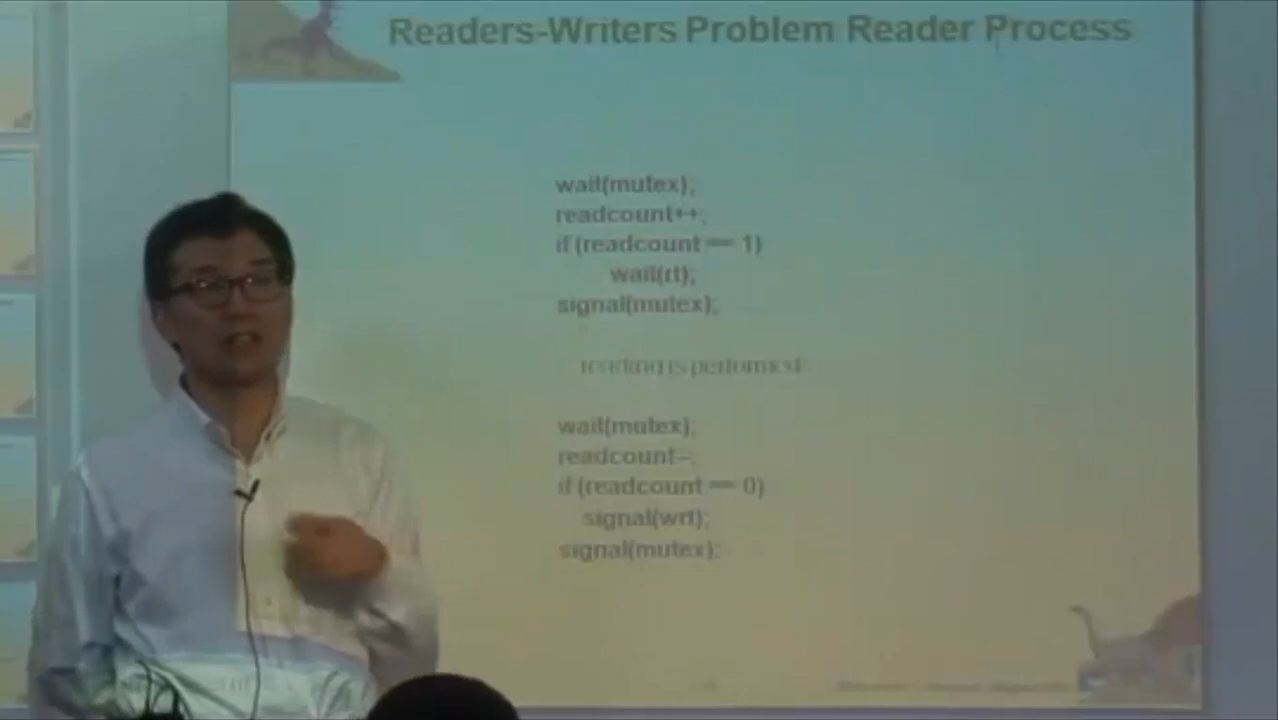 Readers-Writers Problem Reader Process
wait(mutex);
readcount++;
if (readcount == 1)
wait(rt);
signal(mutex);
reading is performed
wait(mutex);
readcount--;
if (readcount == 0)
signal(wrt);
signal(mutex);